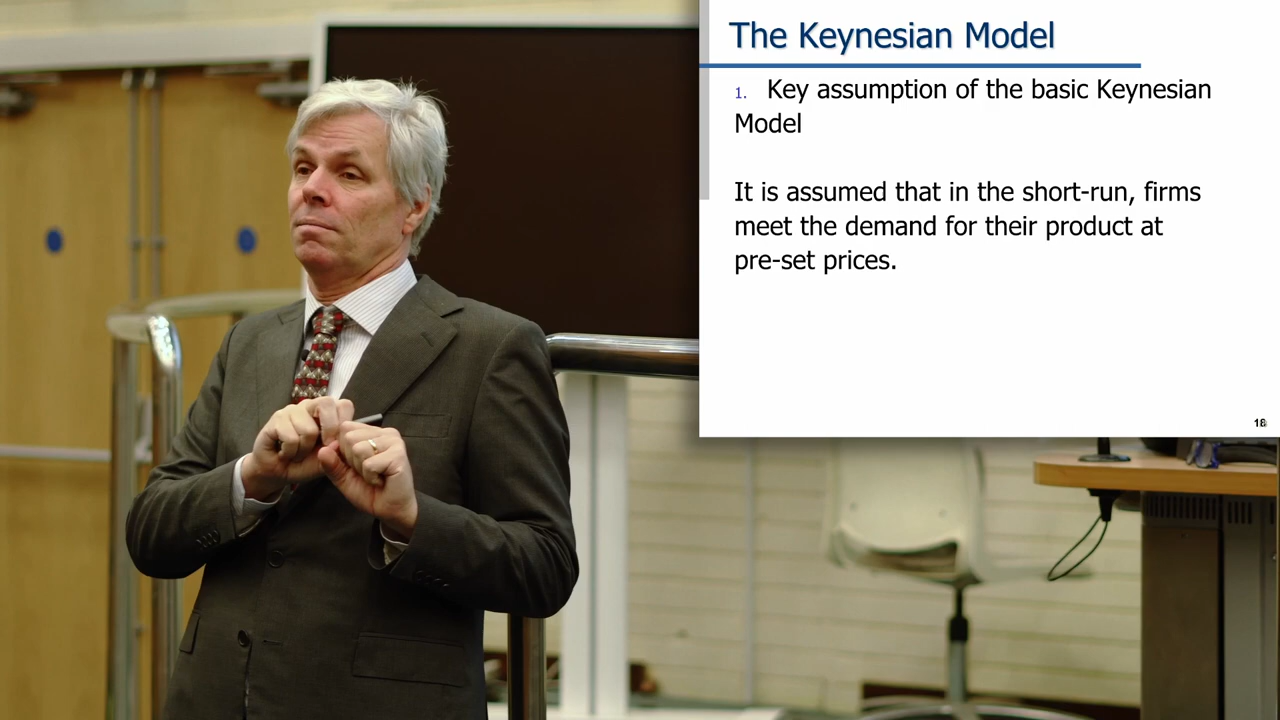 The Keynesian Model
1. Key assumption of the basic Keynesian
Model
It is assumed that in the short-run, firms
meet the demand for their product at
pre-set prices.